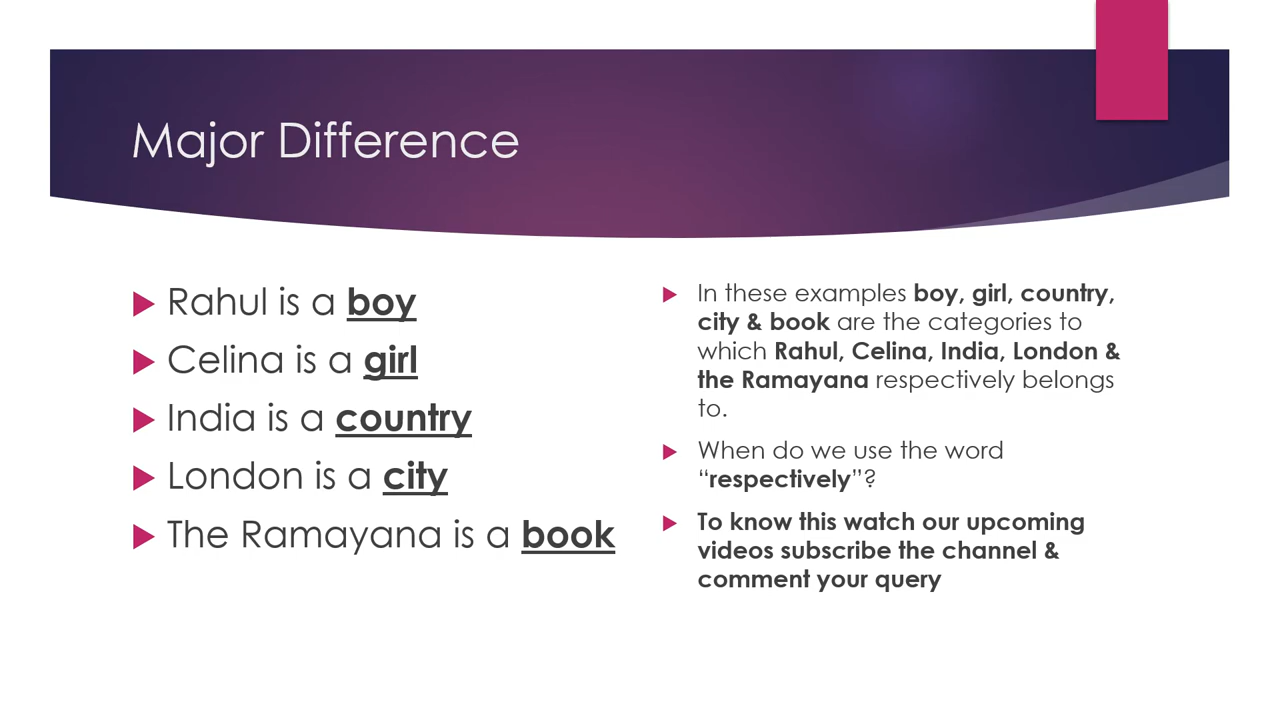 Major Difference
Rahul is a boy
Celina is a girl
India is a country
London is a city
The Ramayana is a book
In these examples boy, girl, country,
city & book are the categories to
which Rahul, Celina, India, London &
the Ramayana respectively belongs
to.
When do we use the word
“respectively”?
To know this watch our upcoming
videos subscribe the channel &
comment your query